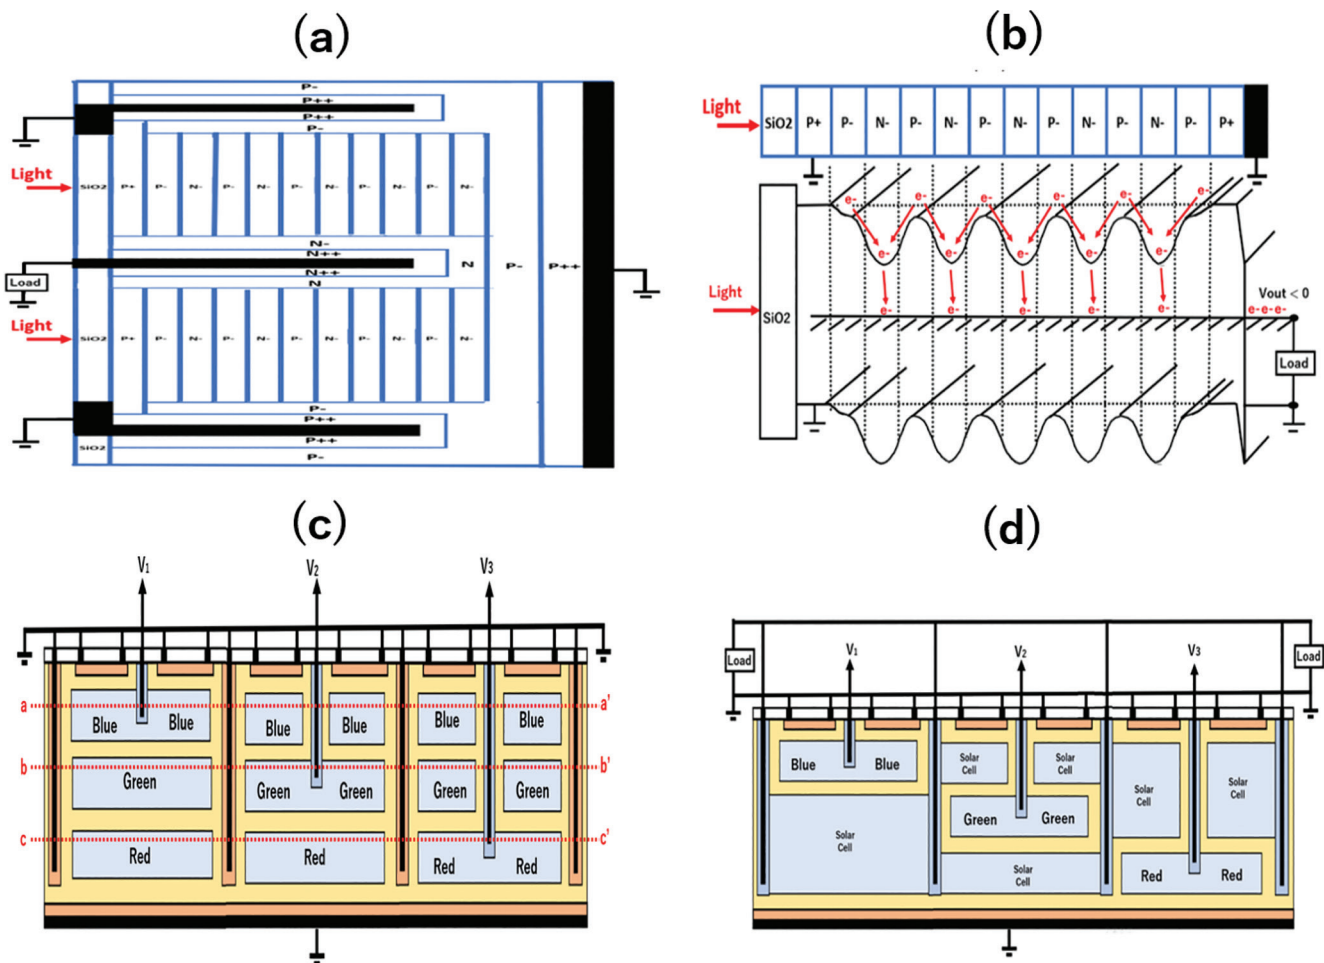 (a)
P-
P++
P++
P-
Light
SiO2 P+ P- N- P- N- P- N- P- N- P- N-
N-
N++
N++
N
N
P-
P++
Load
Light
SiO2 P+ P- N- P- N- P- N- P- N- P- N-
P-
P++
P++
P-
SiO2
(b)
Light
SiO2 P+ P- N- P- N- P- N- P- N- P- N- P- P+
e- e- e- e- e- e-
e- e- e- e- e-
Light
SiO2
Vout < 0
e- e- e- e- e- e-e-e-
Load
(c)
V1 V2 V3
a a'
Blue Blue Blue Blue Blue Blue
b b'
Green Green Green Green Green
c c'
Red Red Red Red
(d)
Load Load
V1 V2 V3
Blue Blue
Solar Cell
Solar Cell
Solar Cell
Solar Cell
Green Green
Solar Cell
Solar Cell
Red Red